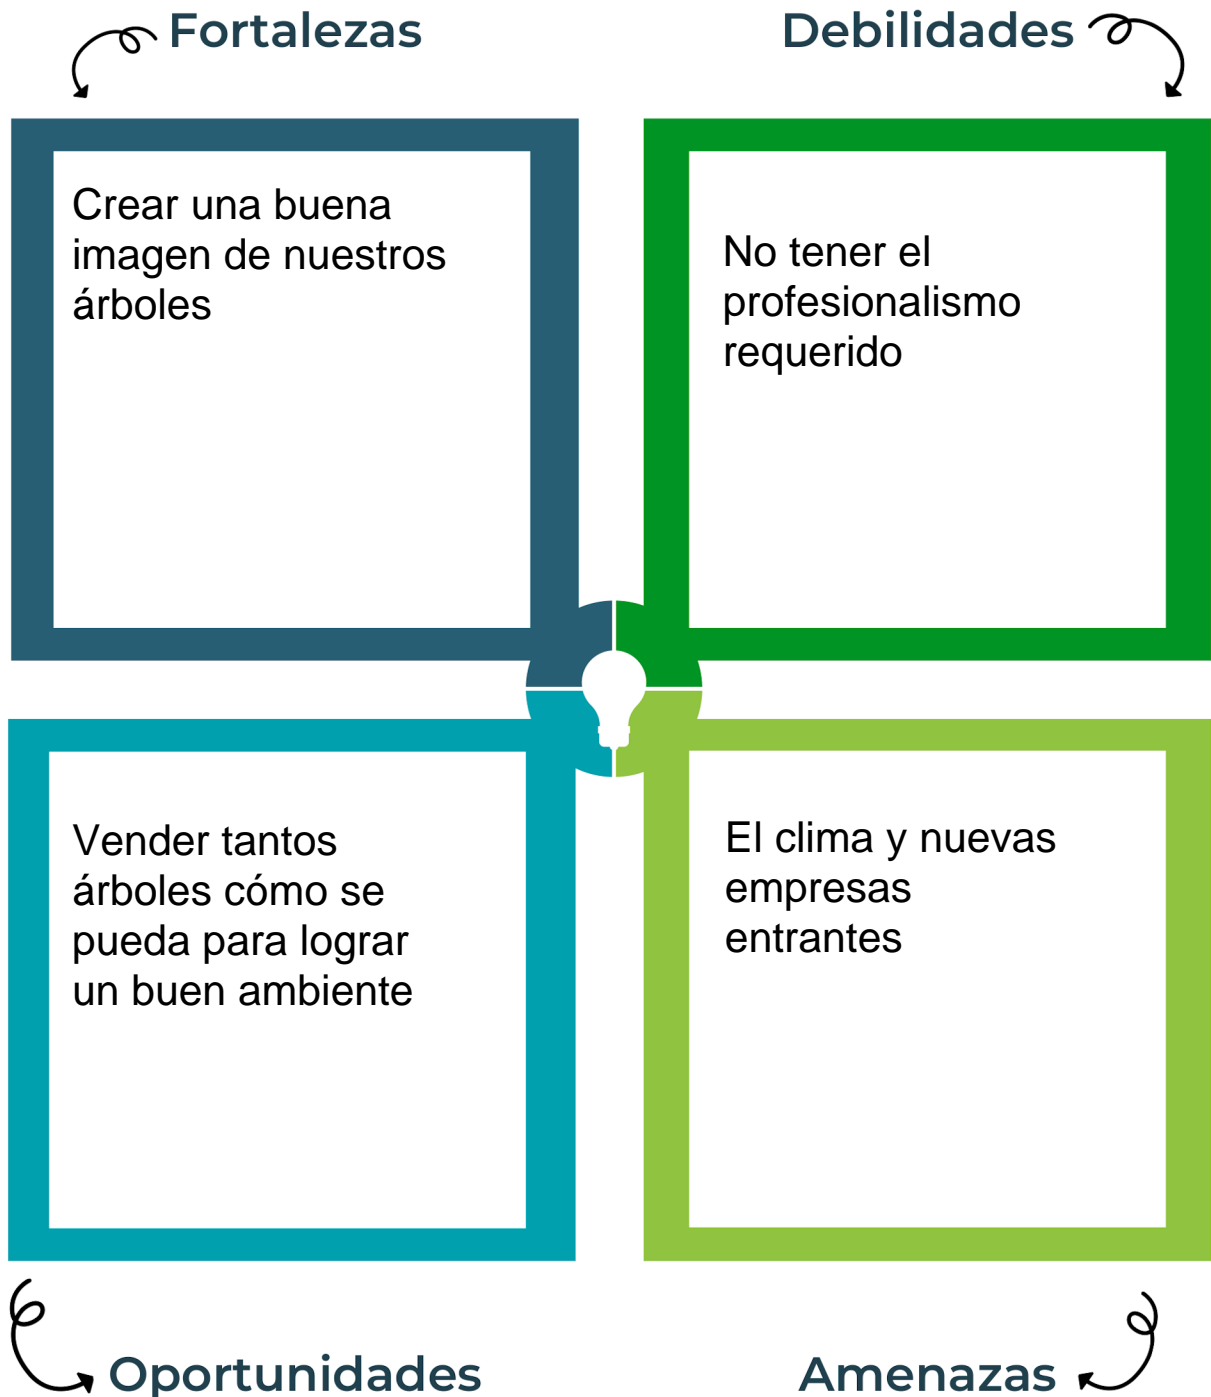 Fortalezas
Debilidades
Crear una buena
imagen de nuestros
árboles
No tener el
profesionalismo
requerido
Vender tantos
árboles cómo se
pueda para lograr
un buen ambiente
El clima y nuevas
empresas
entrantes
Oportunidades
Amenazas